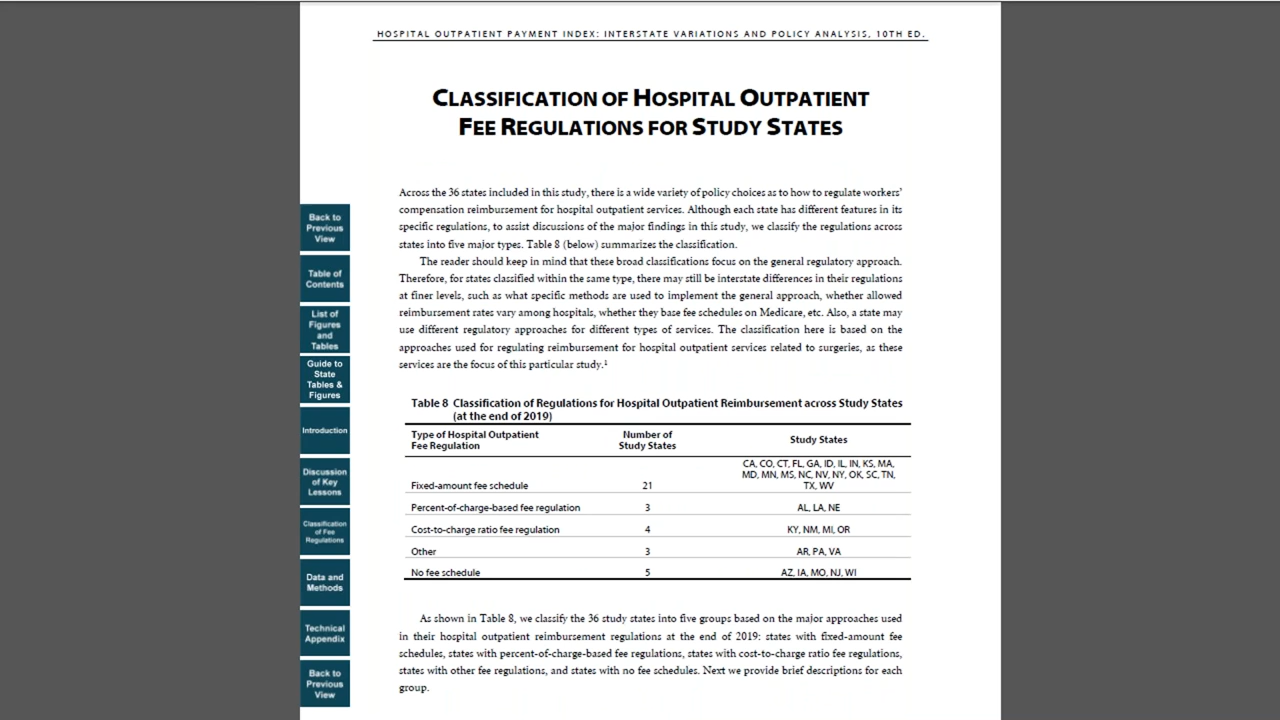 HOSPITAL OUTPATIENT PAYMENT INDEX: INTERSTATE VARIATIONS AND POLICY ANALYSIS, 10TH ED.
CLASSIFICATION OF HOSPITAL OUTPATIENT
FEE REGULATIONS FOR STUDY STATES
Across the 36 states included in this study, there is a wide variety of policy choices as to how to regulate workers’
compensation reimbursement for hospital outpatient services. Although each state has different features in its
specific regulations, to assist discussions of the major findings in this study, we classify the regulations across
states into five major types. Table 8 (below) summarizes the classification.
The reader should keep in mind that these broad classifications focus on the general regulatory approach.
Therefore, for states classified within the same type, there may still be interstate differences in their regulations
at finer levels, such as what specific methods are used to implement the general approach, whether allowed
reimbursement rates vary among hospitals, whether they base fee schedules on Medicare, etc. Also, a state may
use different regulatory approaches for different types of services. The classification here is based on the
approaches used for regulating reimbursement for hospital outpatient services related to surgeries, as these
services are the focus of this particular study.¹
Table 8 Classification of Regulations for Hospital Outpatient Reimbursement across Study States
(at the end of 2019)
Type of Hospital Outpatient
Fee Regulation
Number of
Study States
Study States
Fixed-amount fee schedule
21
CA, CO, CT, FL, GA, ID, IL, IN, KS, MA,
MD, MN, MS, NC, NV, NY, OK, SC, TN,
TX, WV
Percent-of-charge-based fee regulation 3 AL, LA, NE
Cost-to-charge ratio fee regulation 4 KY, NM, MI, OR
Other 3 AR, PA, VA
No fee schedule 5 AZ, IA, MO, NJ, WI
As shown in Table 8, we classify the 36 study states into five groups based on the major approaches used
in their hospital outpatient reimbursement regulations at the end of 2019: states with fixed-amount fee
schedules, states with percent-of-charge-based fee regulations, states with cost-to-charge ratio fee regulations,
states with other fee regulations, and states with no fee schedules. Next we provide brief descriptions for each
group.
Back to
Previous
View
Table of
Contents
List of
Figures
and
Tables
Guide to
State
Tables &
Figures
Introduction
Discussion
of Key
Lessons
Classification
of Fee
Regulations
Data and
Methods
Technical
Appendix
Back to
Previous
View